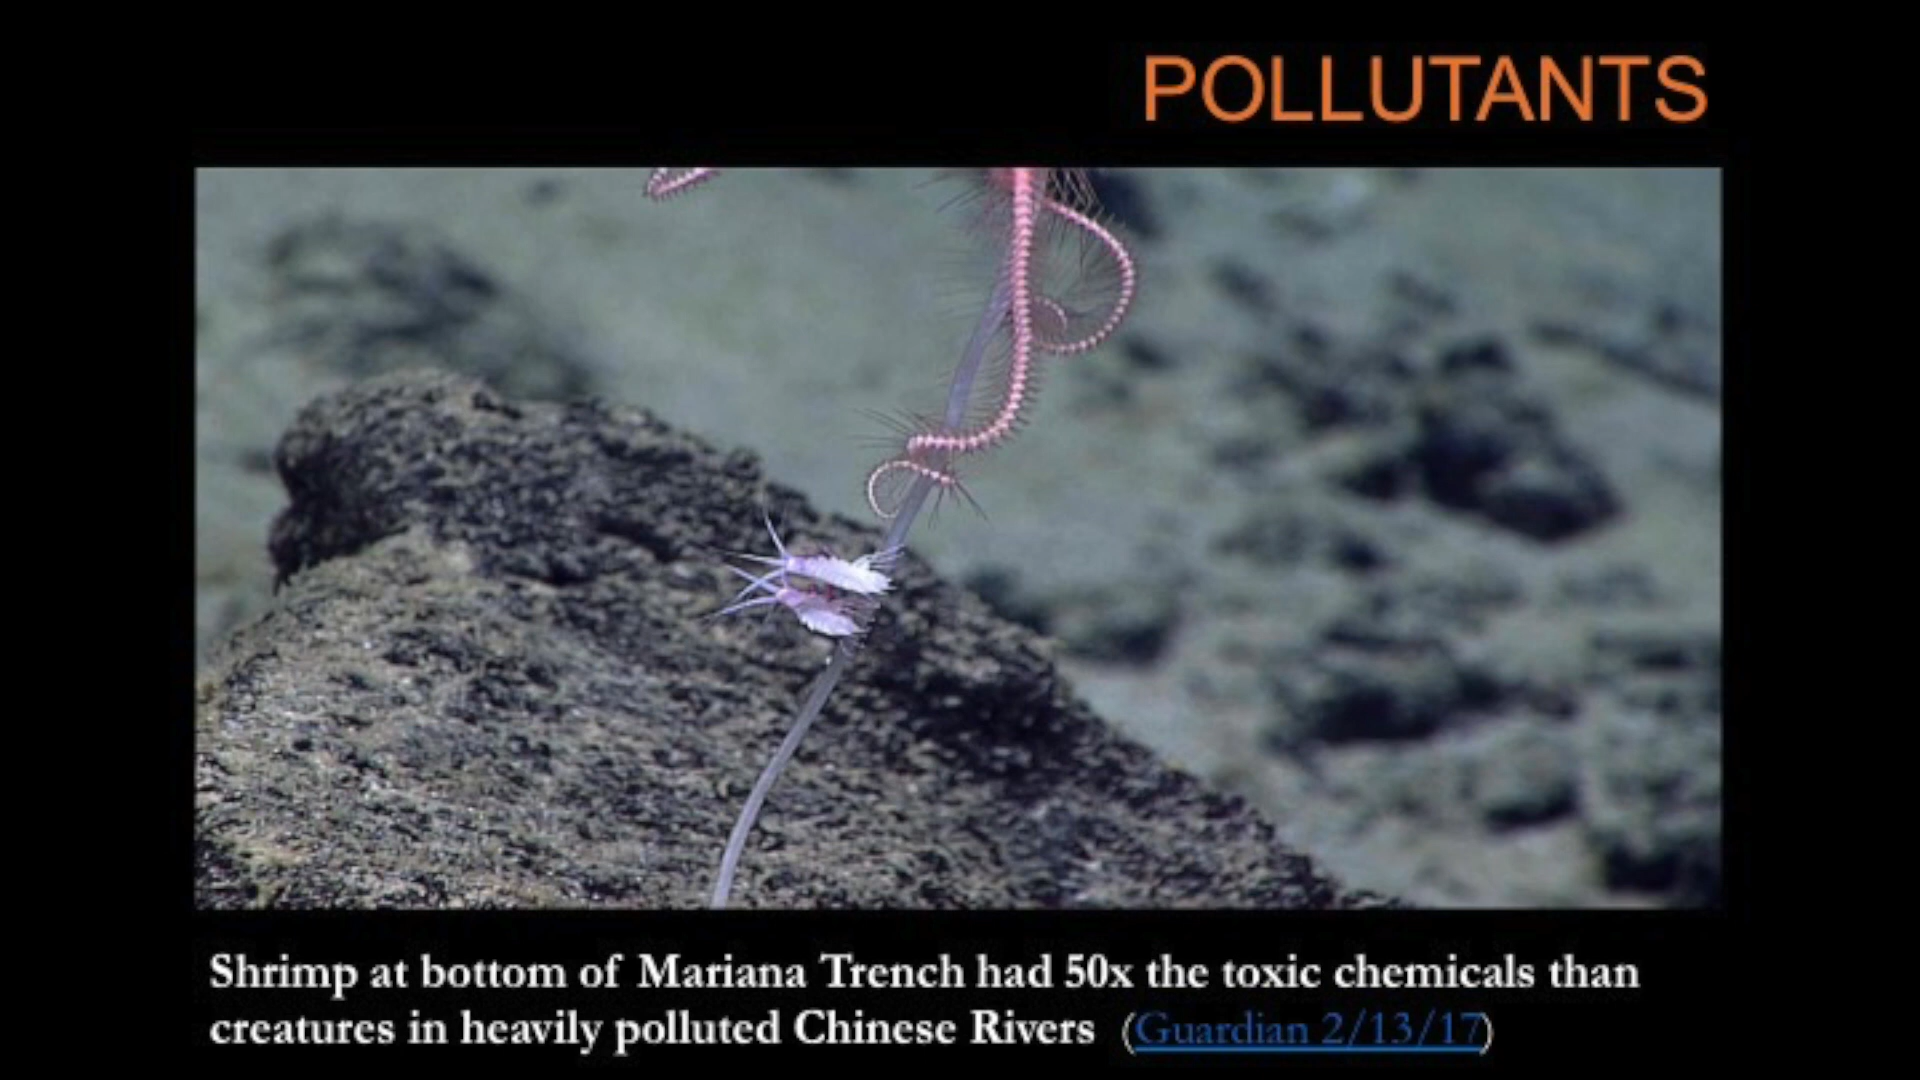 POLLUTANTS
Shrimp at bottom of Mariana Trench had 50x the toxic chemicals than
creatures in heavily polluted Chinese Rivers (Guardian 2/13/17)